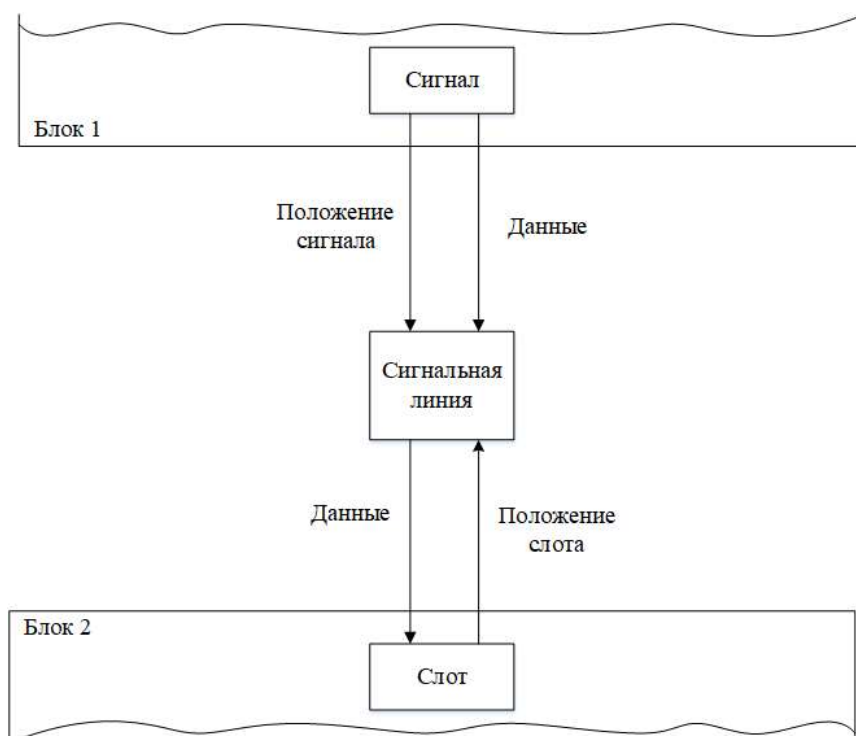 Сигнал
Блок 1
Положение
сигнала
Данные
Сигнальная
линия
Данные
Положение
слота
Блок 2
Слот